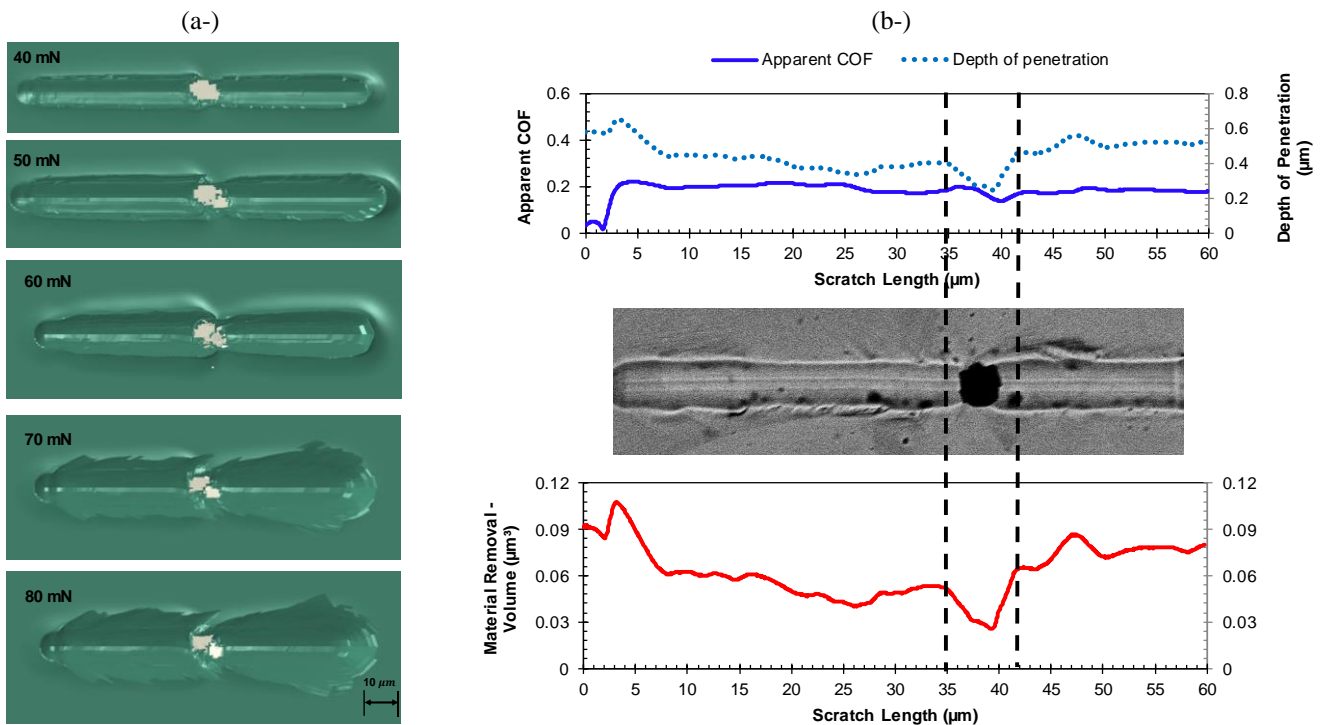 (a-)
40 mN
50 mN
60 mN
70 mN
80 mN
10 μm
(b-)
Apparent COF
Depth of penetration
Apparent COF
0.6
0.4
0.2
0
0.8
0.6
0.4
0.2
0
Depth of Penetration
(μm)
0 5 10 15 20 25 30 35 40 45 50 55 60
Scratch Length (μm)
Material Removal -
Volume (μm³)
0.12
0.09
0.06
0.03
0
0.12
0.09
0.06
0.03
0
0 5 10 15 20 25 30 35 40 45 50 55 60
Scratch Length (μm)